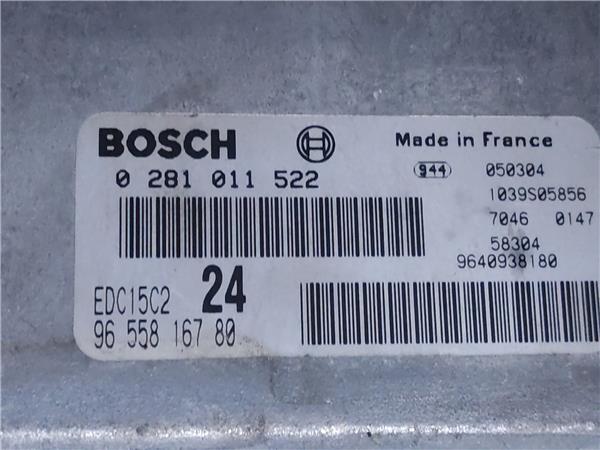 BOSCH
Made in France
0 281 011 522
944 050304
1039S05856
7046 0147
58304
9640938180
EDC15C2 24
96 558 167 80